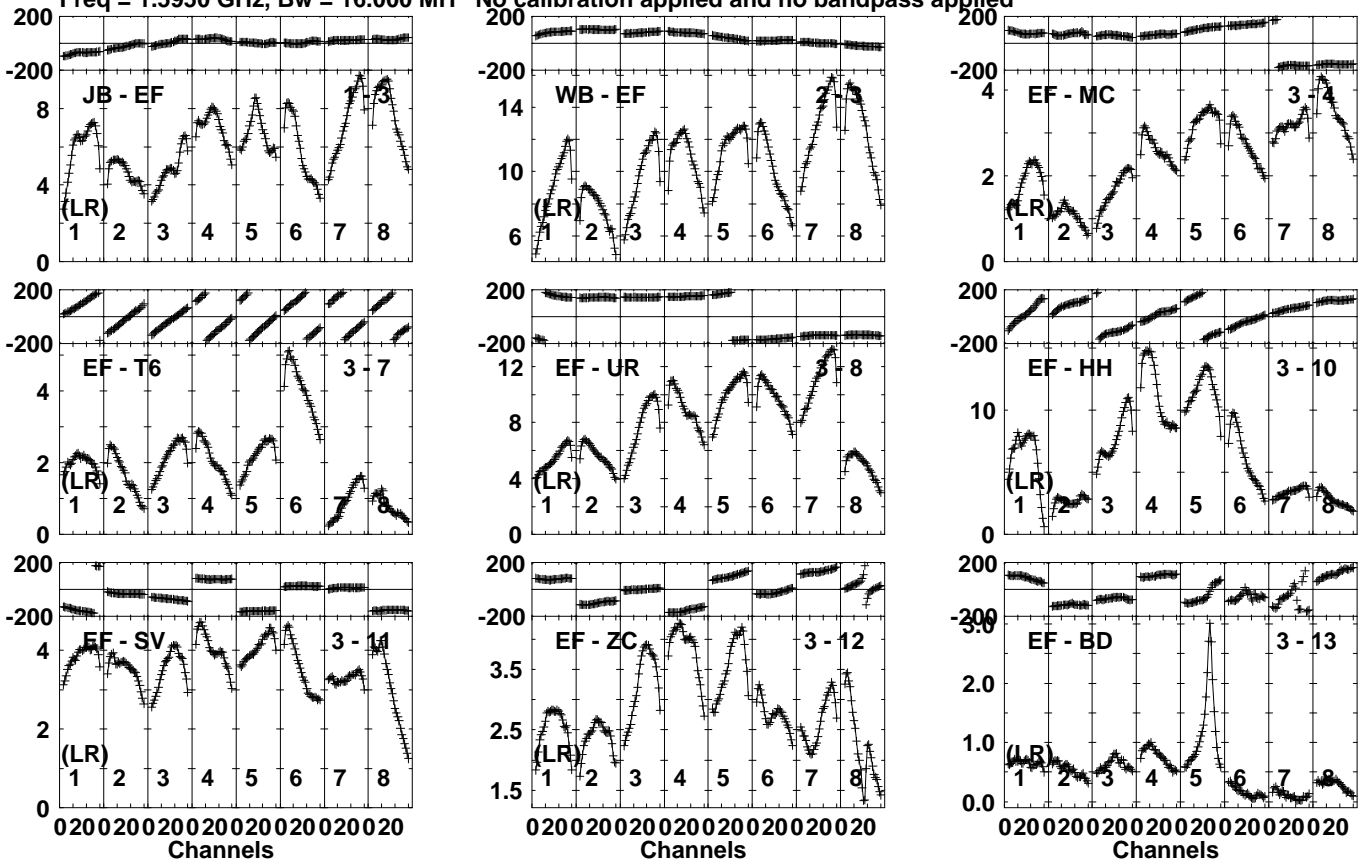 Freq = 1.5950 GHz, Bw = 16.000 MH No calibration applied and no bandpass applied
200 200 200
-200 -200 -200
JB - EF 1 - 3 WB - EF 2 - 3 EF - MC 3 - 4
8 14 4
4 10 2
(LR) (LR) (LR)
1 2 3 4 5 6 7 8 1 2 3 4 5 6 7 8 1 2 3 4 5 6 7 8
0 6 0
200 200 200
-200 -200 -200
EF - T6 3 - 7 EF - UR 3 - 8 EF - HH 3 - 10
4 12 10
2 8
(LR) 4 (LR) (LR)
1 2 3 4 5 6 7 8 1 2 3 4 5 6 7 8 1 2 3 4 5 6 7 8
0 0 0
200 200 200
-200 -200 -200
EF - SV 3 - 11 EF - ZC 3 - 12 EF - BD 3 - 13
4 3.5 3.0
2 2.5 2.0
(LR) (LR) 1.0 (LR)
1 2 3 4 5 6 7 8 1 2 3 4 5 6 7 8 1 2 3 4 5 6 7 8
0 1.5 0.0
0 20 0 20 0 20 0 20 0 20 0 20 0 20 0 20 0 20 0 20 0 20 0 20 0 20 0 20 0 20 0 20 0 20 0 20 0 20 0 20 0 20 0 20 0 20 0 20
Channels Channels Channels